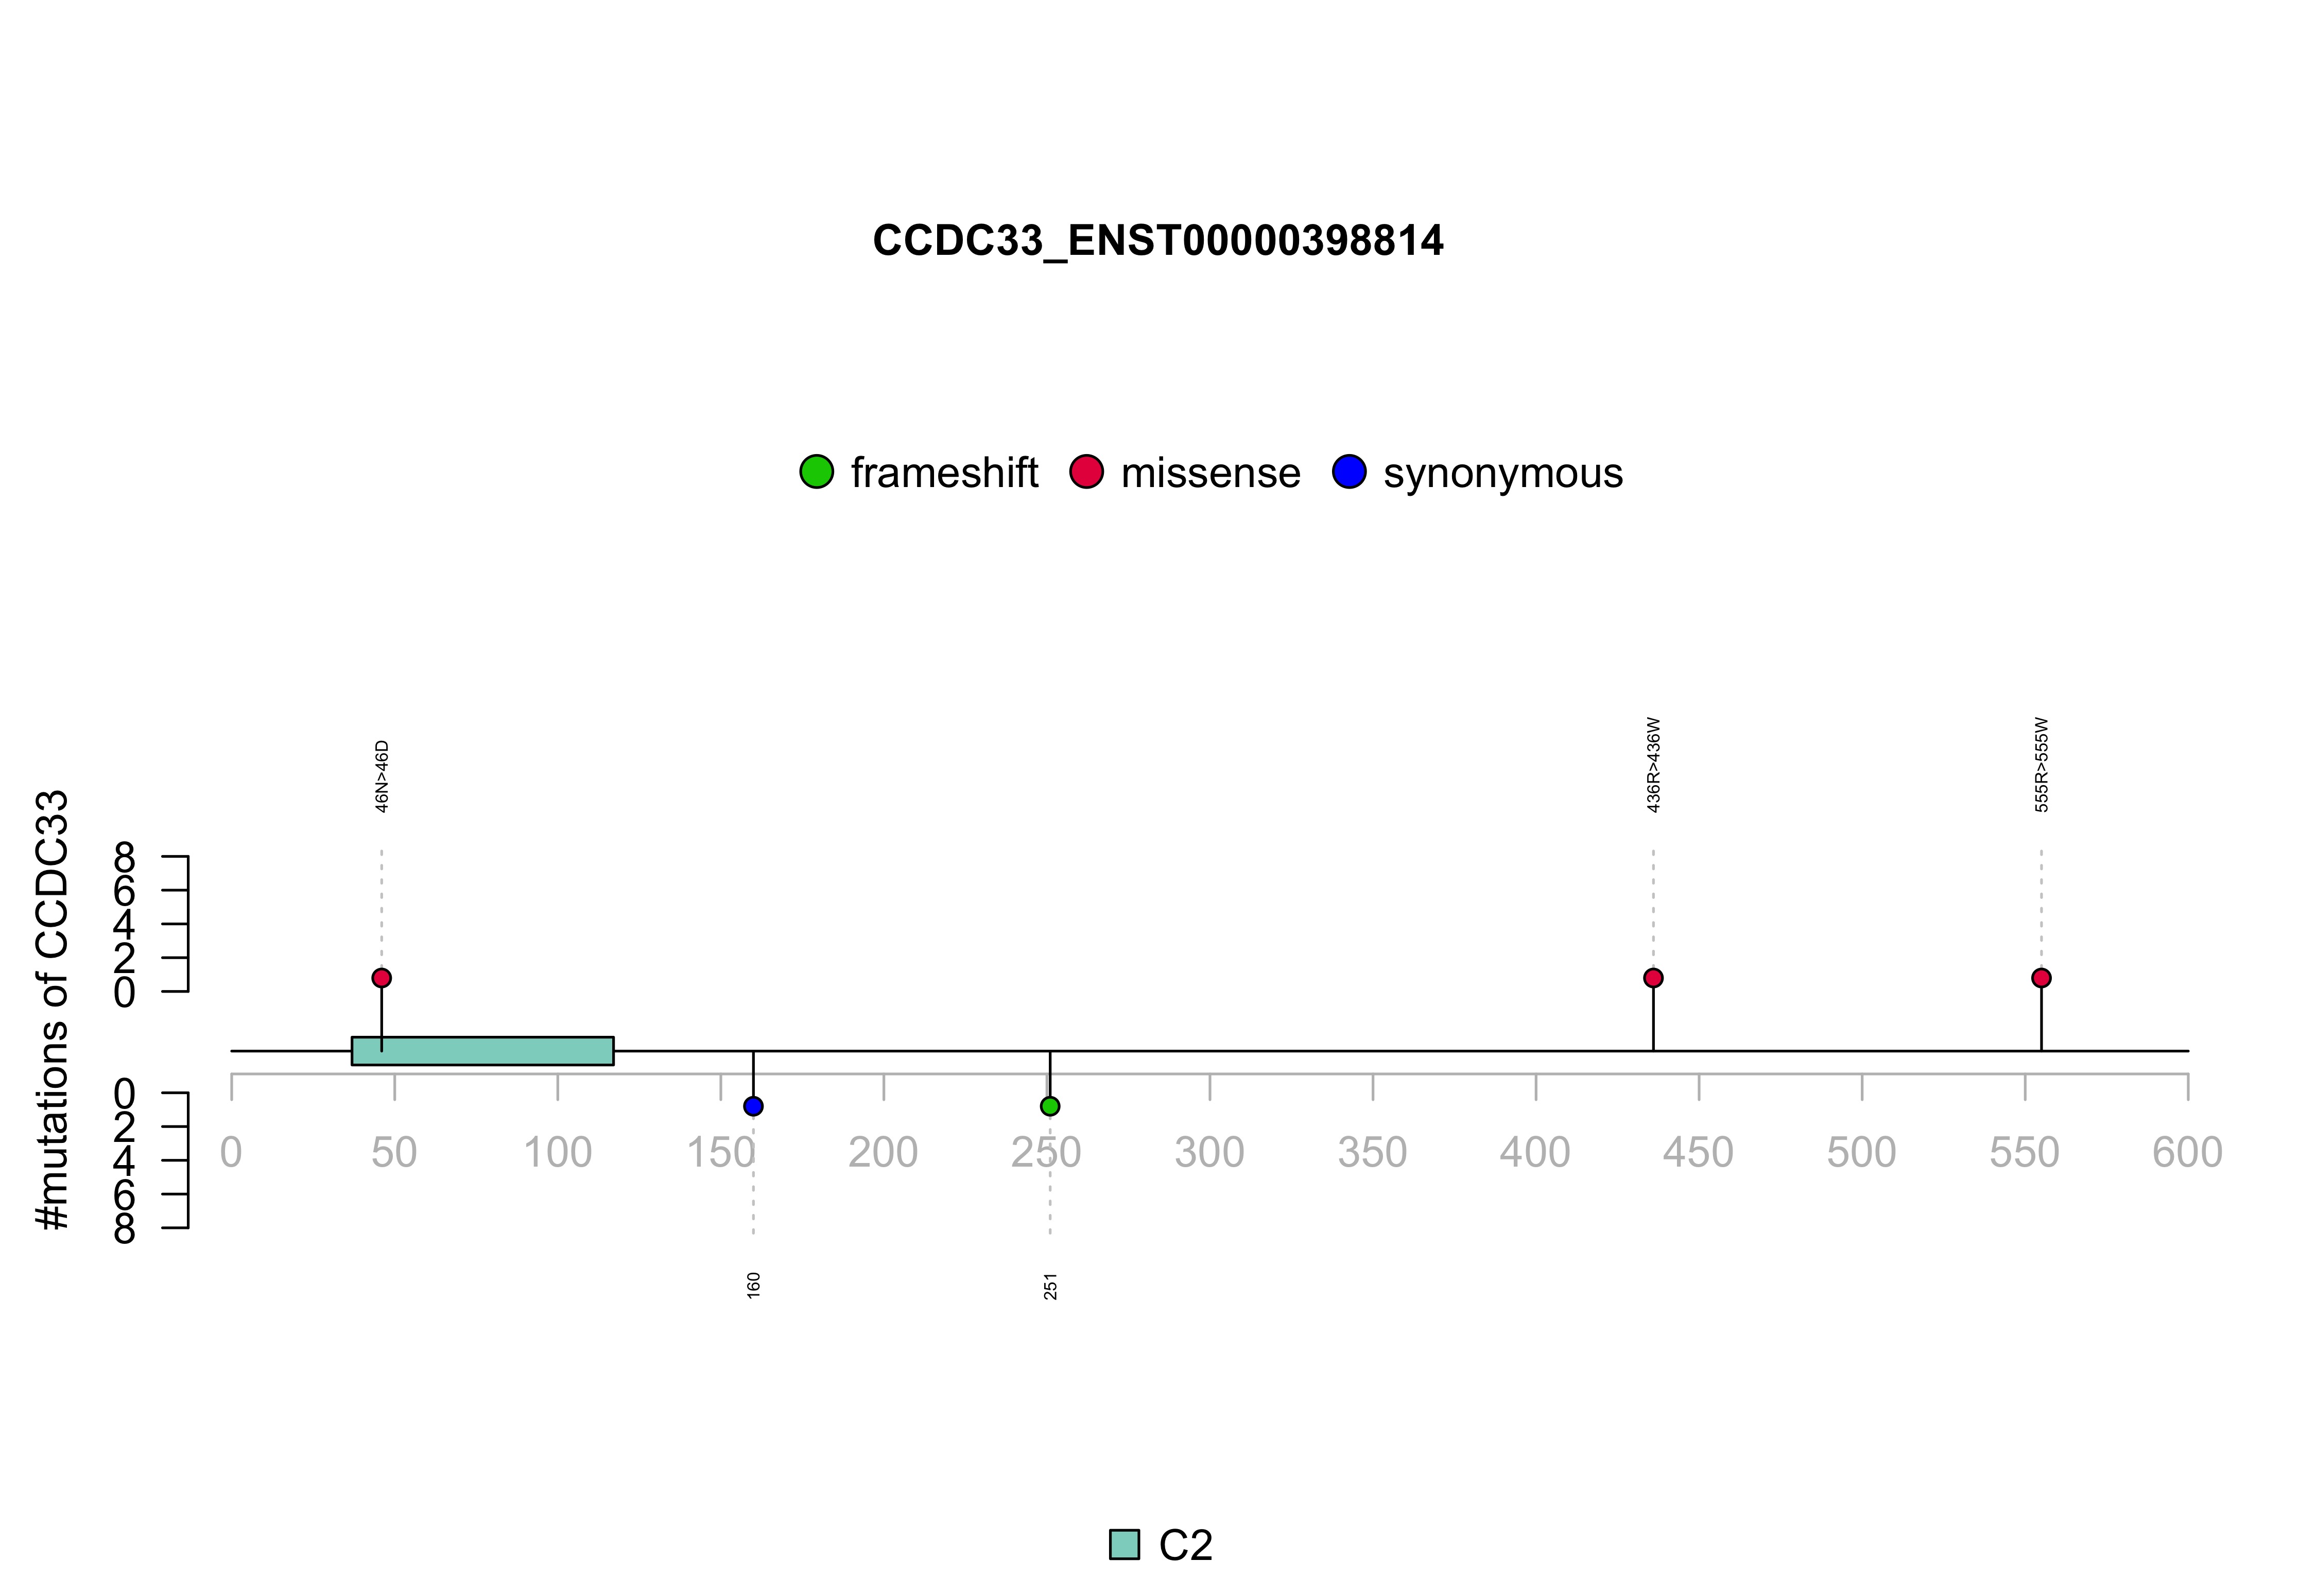 CCDC33_ENST00000398814
frameshift missense synonymous
46N>46D
436R>436W
555R>555W
#mutations of CCDC33
8
6
4
2
0
0
2
4
6
8
0 50 100 150 200 250 300 350 400 450 500 550 600
160
251
C2